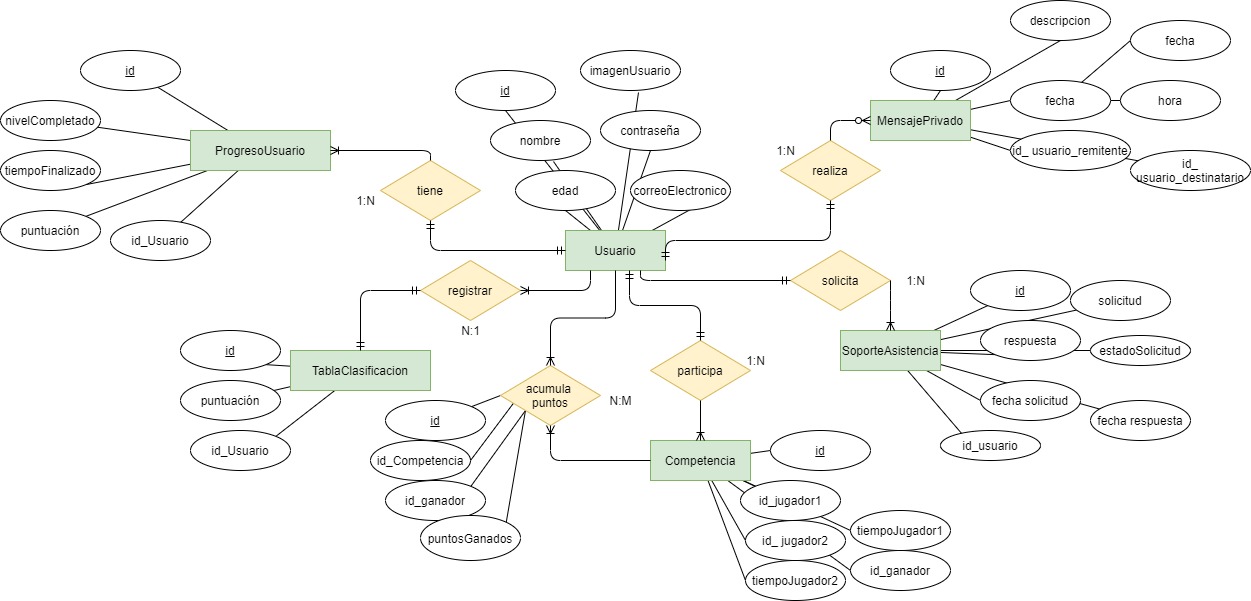 descripcion
fecha
id
imagenUsuario
id
id
nivelCompletado
contraseña
fecha
hora
MensajePrivado
nombre
ProgresoUsuario
1:N
id_ usuario_remitente
tiempoFinalizado
tiene
edad
correoElectronico
realiza
id_
usuario_destinatario
1:N
puntuación
id_Usuario
Usuario
registrar
solicita
1:N
id
solicitud
N:1
id
respuesta
SoporteAsistencia
estadoSolicitud
TablaClasificacion
participa
1:N
puntuación
acumula
puntos
N:M
fecha solicitud
id
fecha respuesta
id_Usuario
id_Competencia
Competencia
id
id_usuario
id_ganador
id_jugador1
tiempoJugador1
puntosGanados
id_ jugador2
id_ganador
tiempoJugador2